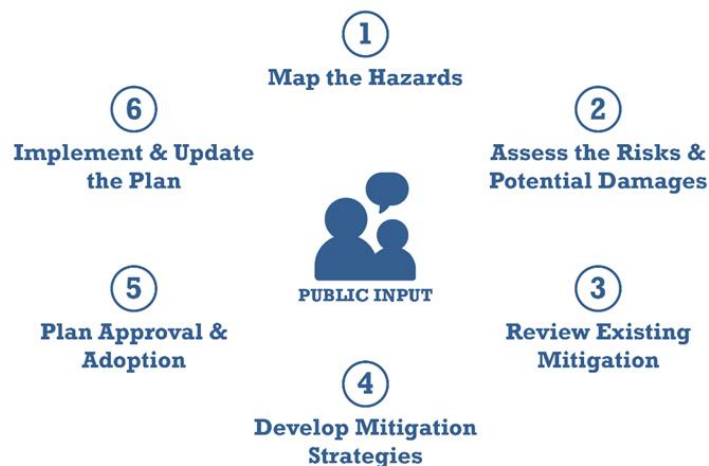 1
Map the Hazards
2
Assess the Risks &
Potential Damages
3
Review Existing
Mitigation
4
Develop Mitigation
Strategies
5
Plan Approval &
Adoption
6
Implement & Update
the Plan
PUBLIC INPUT